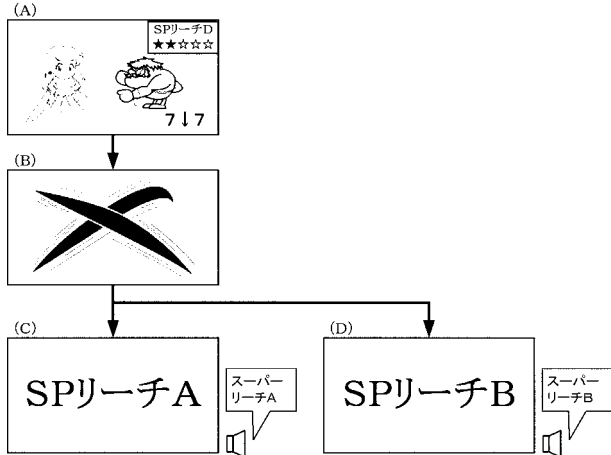 (A)
SPリーチD
★★☆☆☆
7↓7
(B)
(C)
SPリーチA
スーパー
リーチA
(D)
SPリーチB
スーパー
リーチB